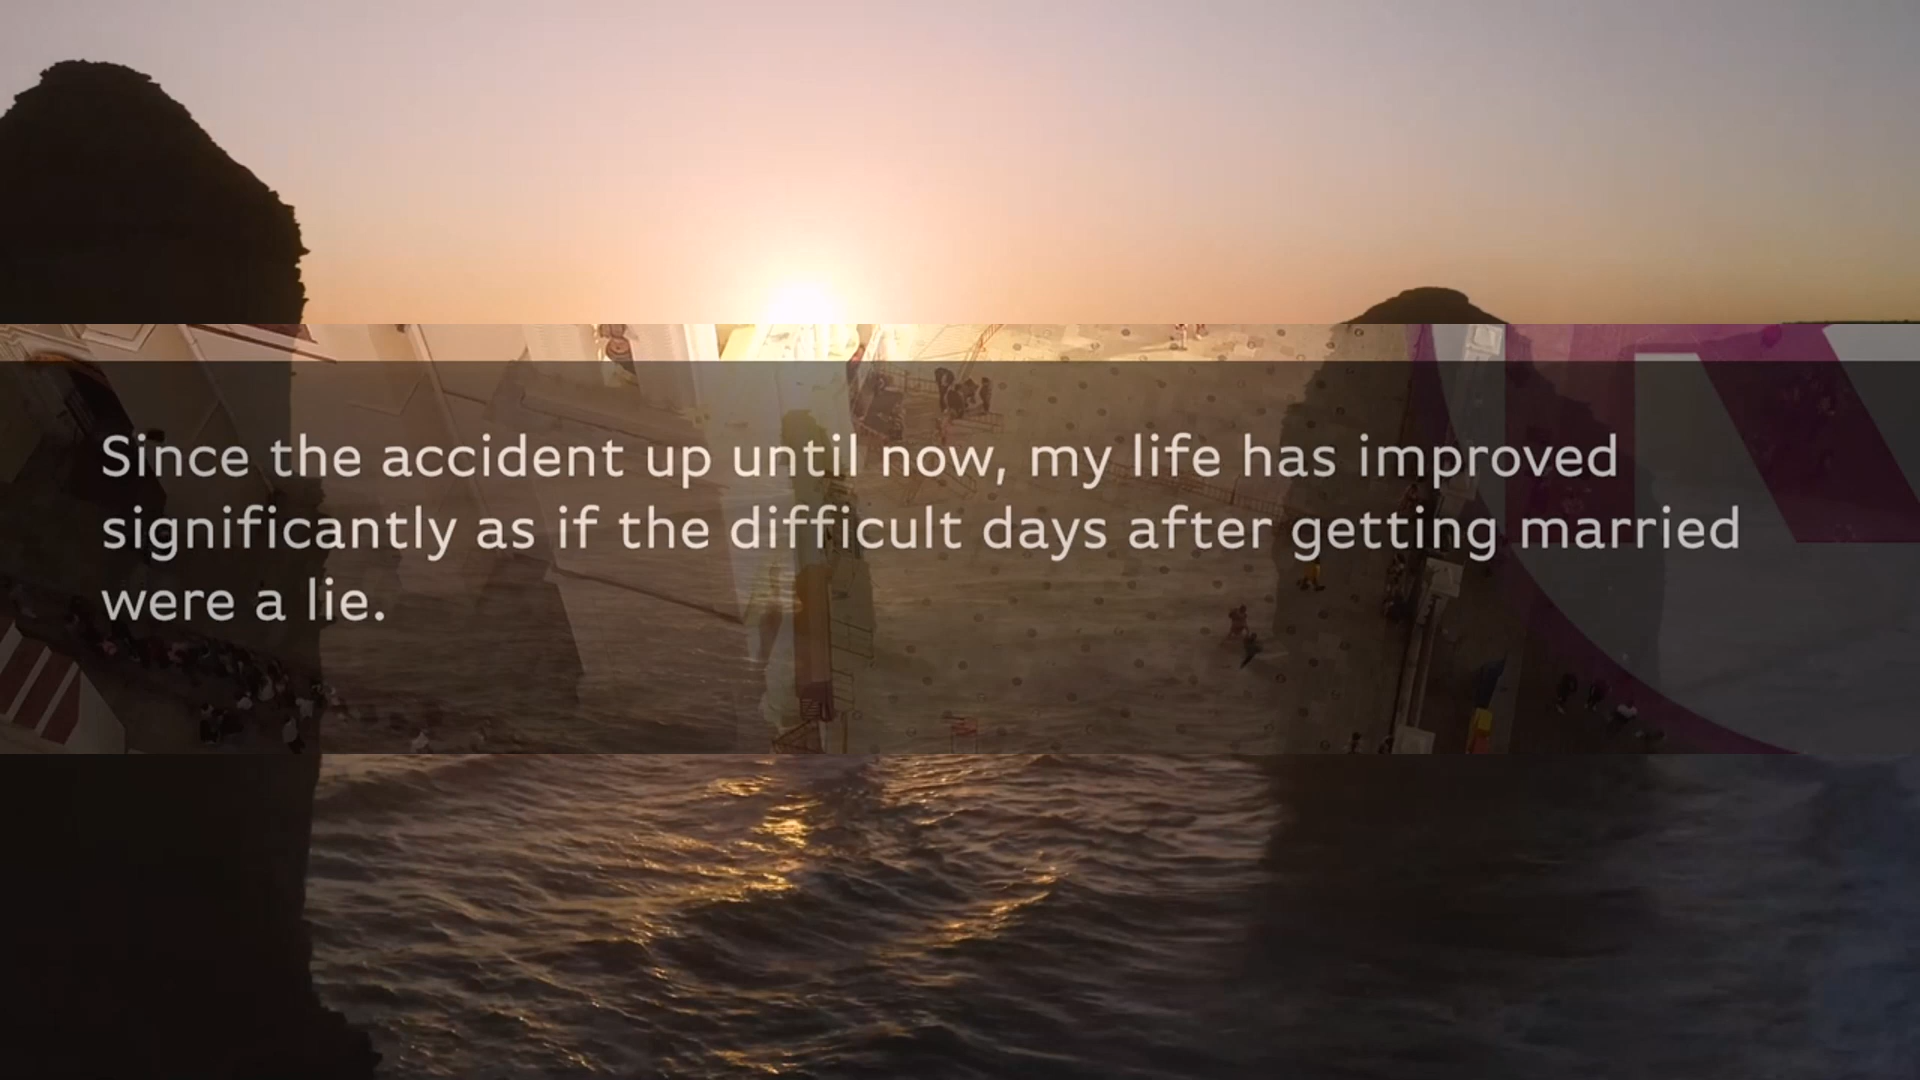 Since the accident up until now, my life has improved
significantly as if the difficult days after getting married
were a lie.